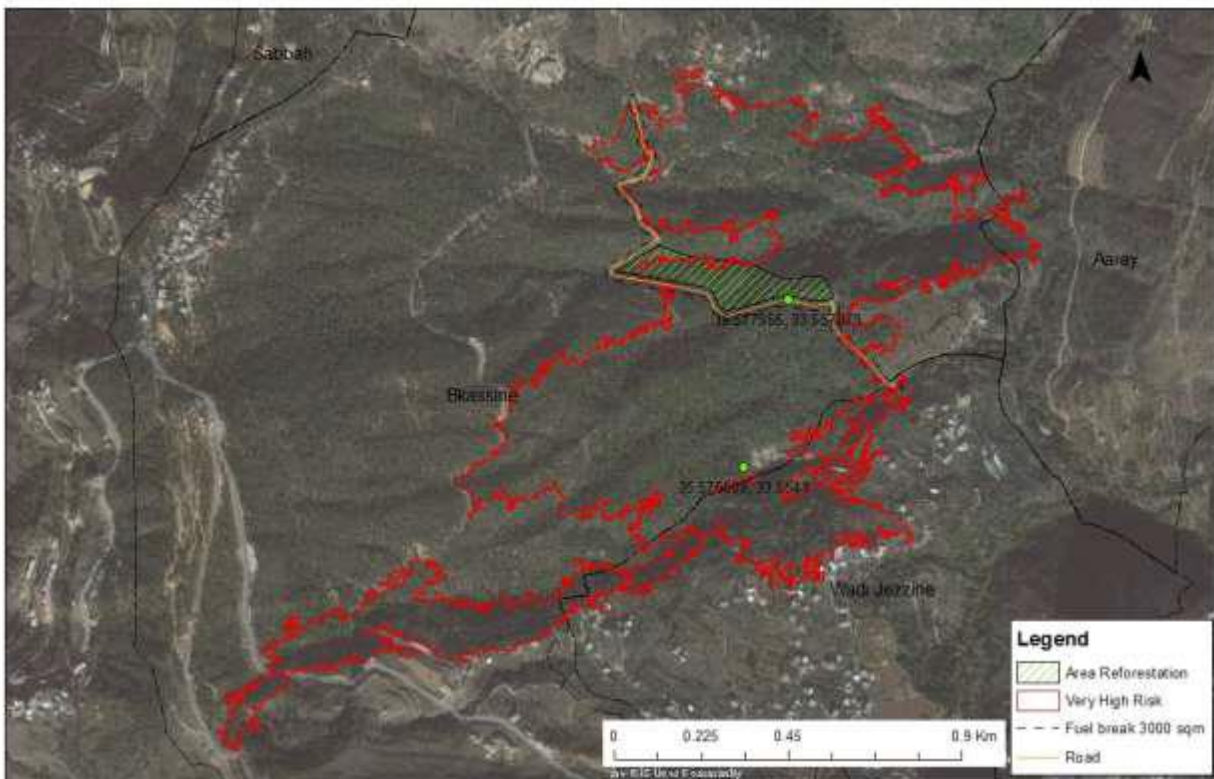 Sabbah
Aaray
Bkassine
Wadi Jezzine
Legend
Area Reforestation
Very High Risk
Fuel break 3000 sqm
Road
0 0.225 0.45 0.9 Km